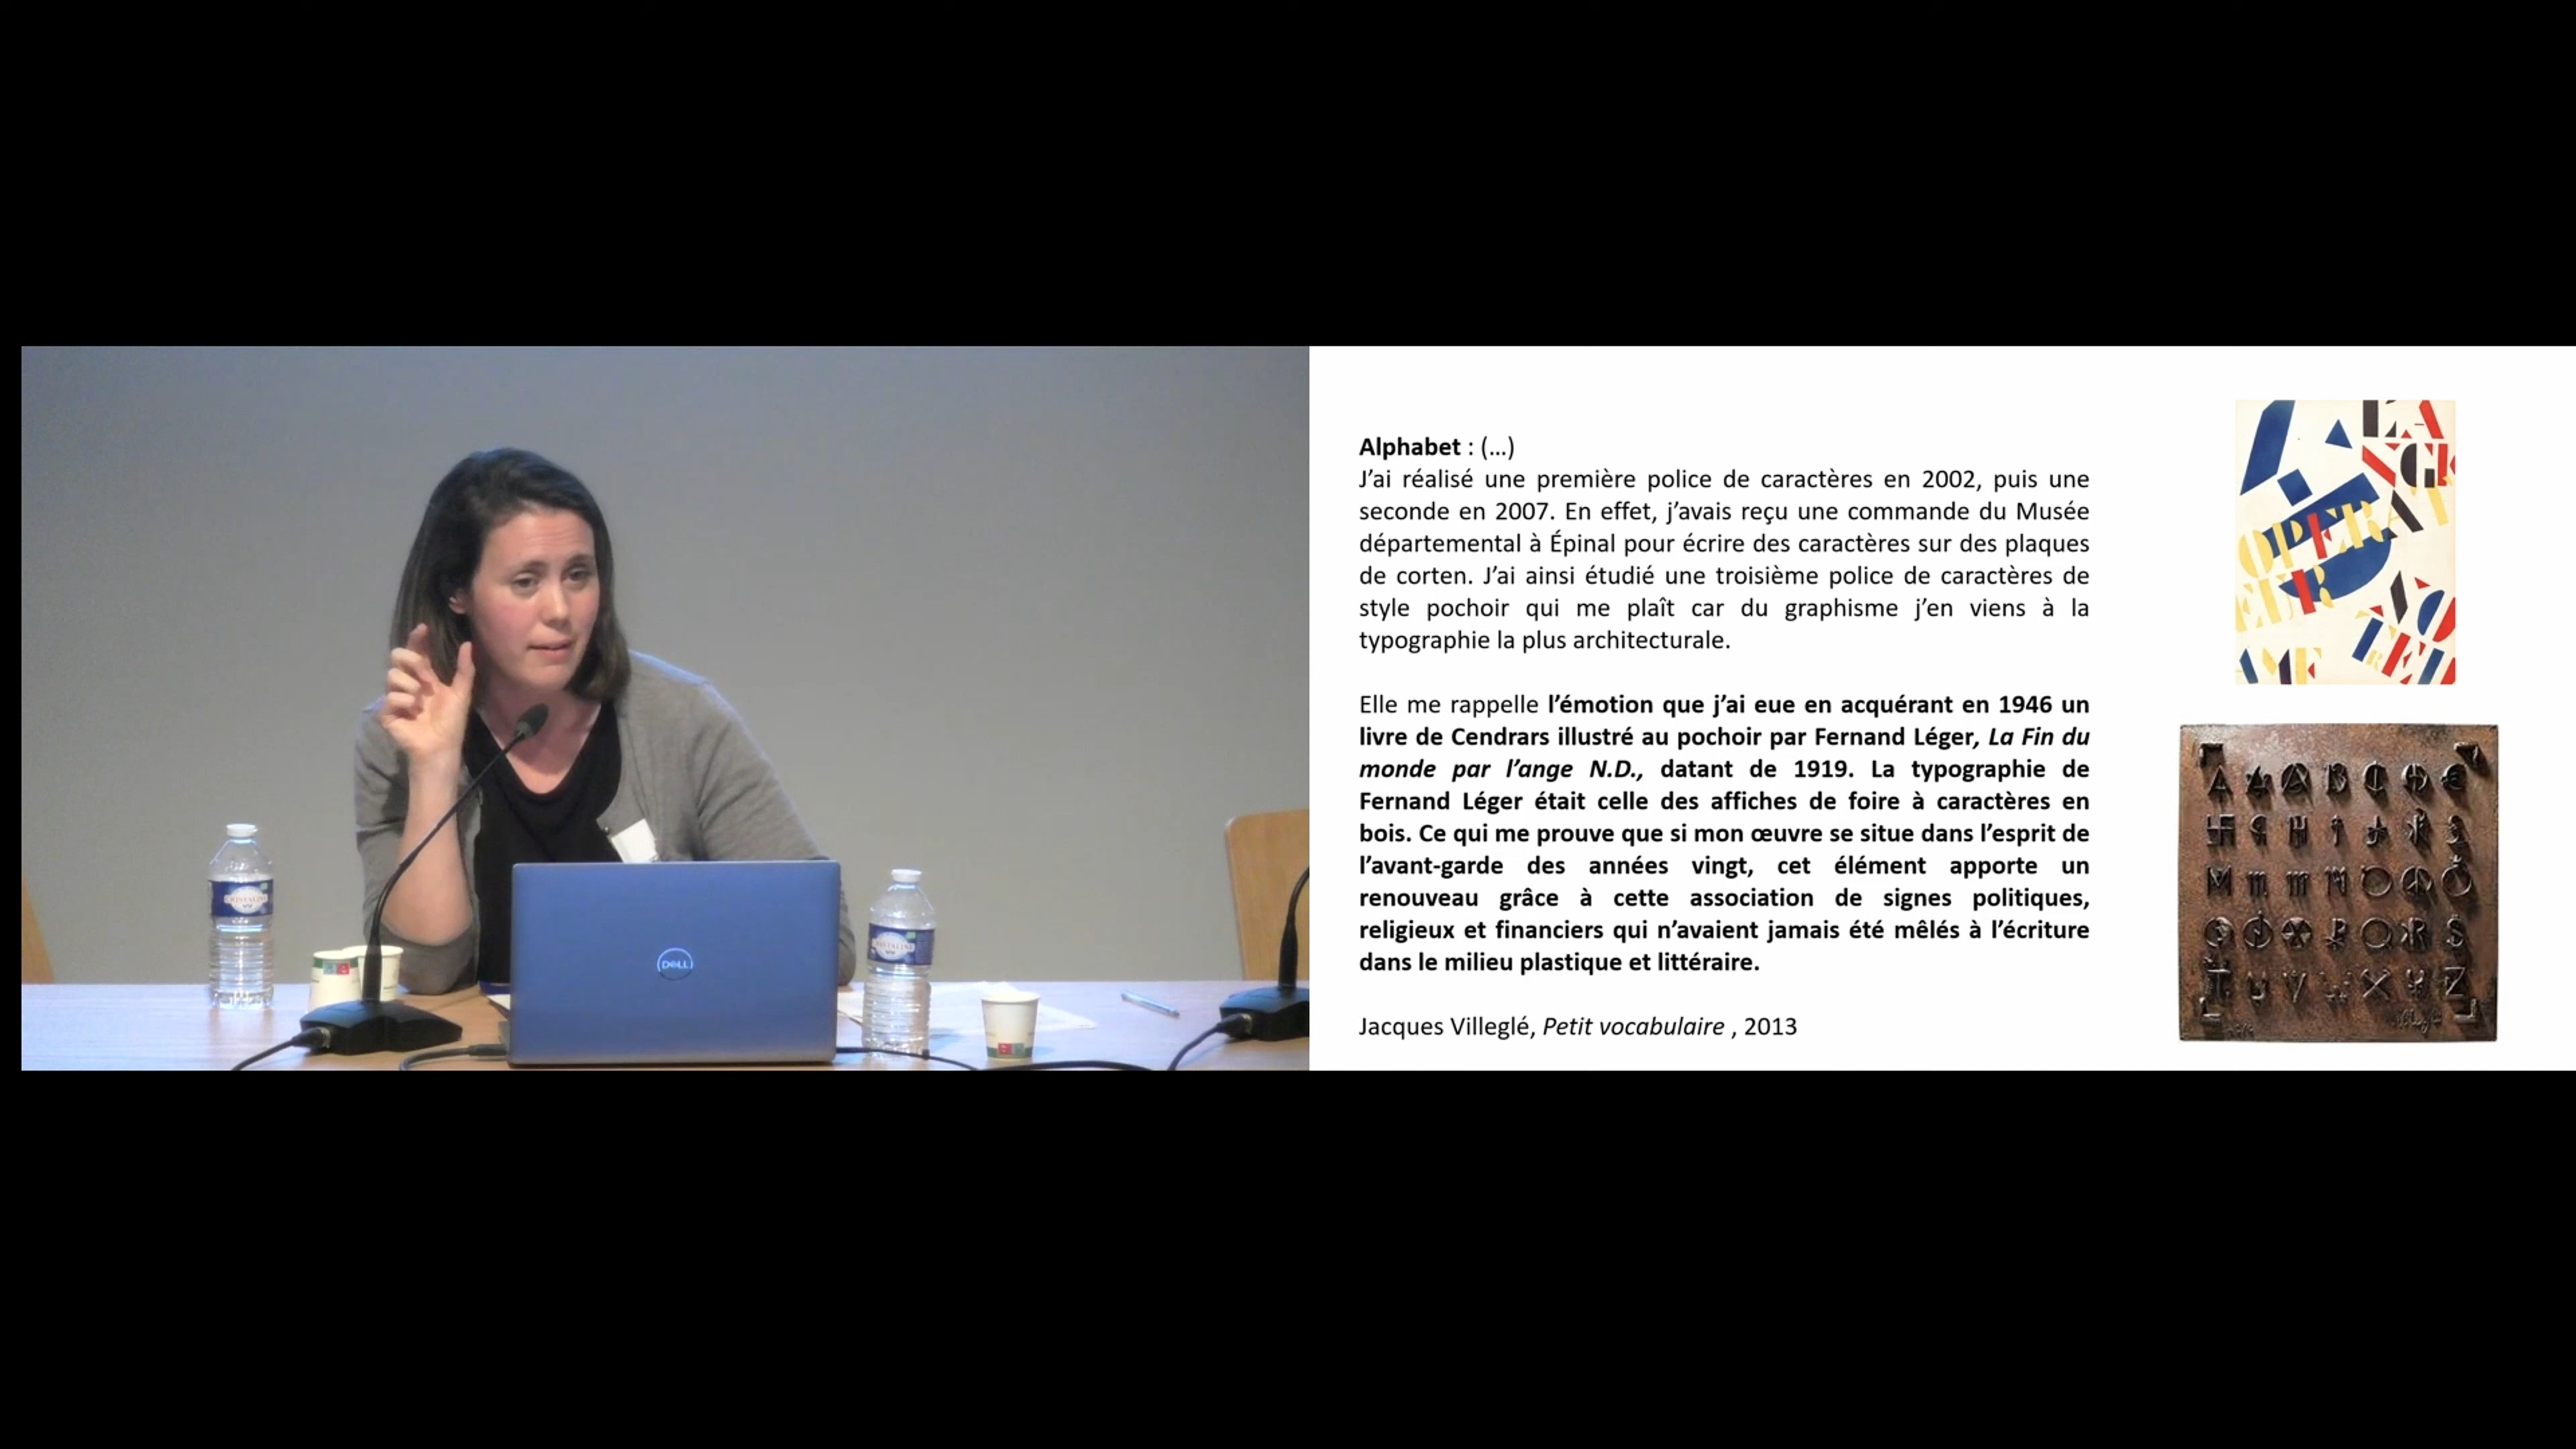 Alphabet : (...)
J’ai réalisé une première police de caractères en 2002, puis une
seconde en 2007. En effet, j’avais reçu une commande du Musée
départemental à Épinal pour écrire des caractères sur des plaques
de corten. J’ai ainsi étudié une troisième police de caractères de
style pochoir qui me plaît car du graphisme j’en viens à la
typographie la plus architecturale.
Elle me rappelle l’émotion que j’ai eue en acquérant en 1946 un
livre de Cendrars illustré au pochoir par Fernand Léger, La Fin du
monde par l’ange N.D., datant de 1919. La typographie de
Fernand Léger était celle des affiches de foire à caractères en
bois. Ce qui me prouve que si mon œuvre se situe dans l’esprit de
l’avant-garde des années vingt, cet élément apporte un
renouveau grâce à cette association de signes politiques,
religieux et financiers qui n’avaient jamais été mêlés à l’écriture
dans le milieu plastique et littéraire.
Jacques Villeglé, Petit vocabulaire , 2013
DELL